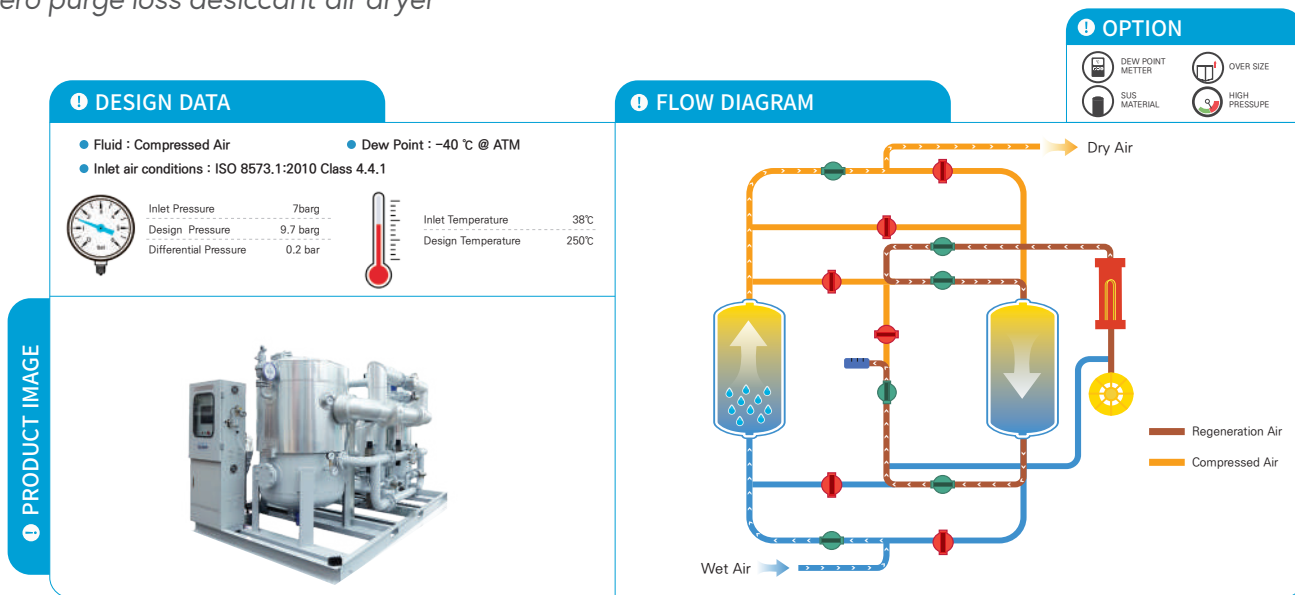 ero purge loss desiccant air dryer
OPTION
DEW POINT
METTER
OVER SIZE
SUS
MATERIAL
HIGH
PRESSUPE
DESIGN DATA
Fluid : Compressed Air
Dew Point : -40 ℃ @ ATM
Inlet air conditions : ISO 8573.1:2010 Class 4.4.1
Inlet Pressure 7barg
Design Pressure 9.7 barg
Differential Pressure 0.2 bar
Inlet Temperature 38℃
Design Temperature 250℃
PRODUCT IMAGE
FLOW DIAGRAM
Dry Air
Regeneration Air
Compressed Air
Wet Air